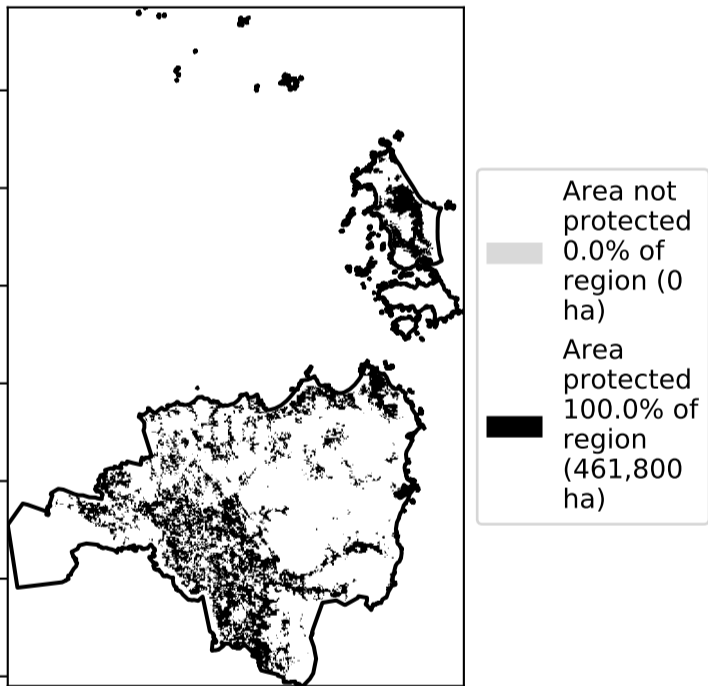 Area not
protected
0.0% of
region (0
ha)
Area
protected
100.0% of
region
(461,800
ha)